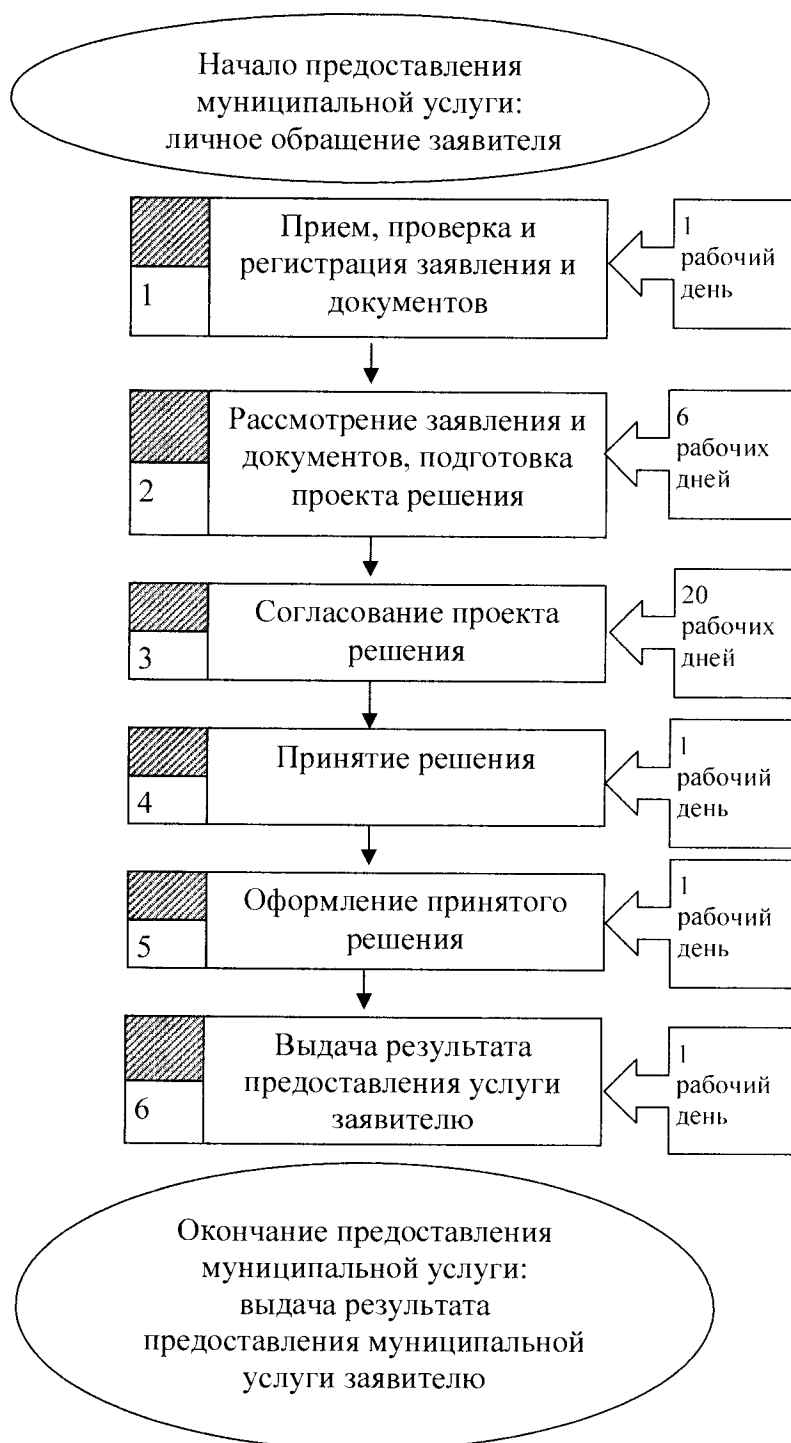 Начало предоставления
муниципальной услуги:
личное обращение заявителя
Прием, проверка и
регистрация заявления и
документов
1
1
рабочий
день
Рассмотрение заявления и
документов, подготовка
проекта решения
2
6
рабочих
дней
Согласование проекта
решения
3
20
рабочих
дней
Принятие решения
4
1
рабочий
день
Оформление принятого
решения
5
1
рабочий
день
Выдача результата
предоставления услуги
заявителю
6
1
рабочий
день
Окончание предоставления
муниципальной услуги:
выдача результата
предоставления муниципальной
услуги заявителю